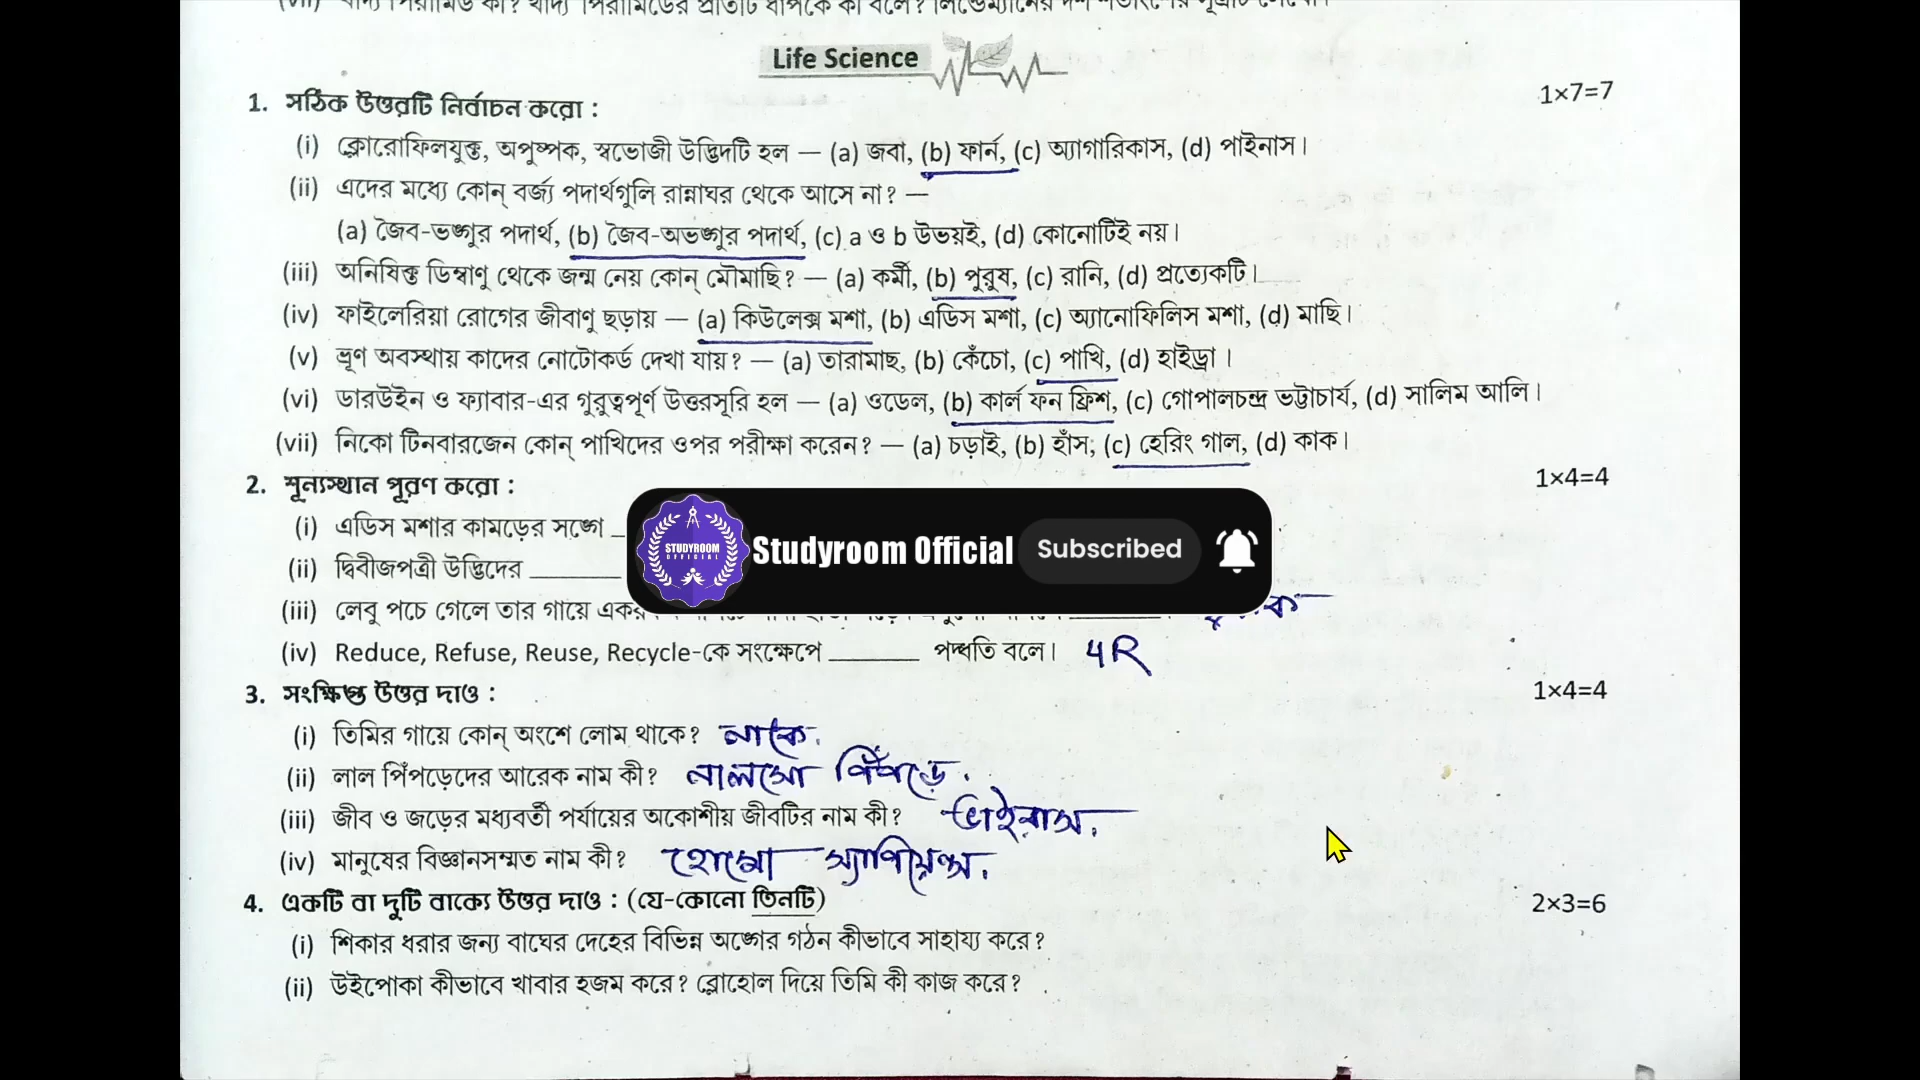 Life Science
1. সঠিক উত্তরটি নির্বাচন করো : 1×7=7
(i) ক্লোরোফিলযুক্ত, অপুষ্পক, স্বভোজী উদ্ভিদটি হল — (a) জবা, (b) ফার্ন, (c) অ্যাগারিকাস, (d) পাইনাস।
(ii) এদের মধ্যে কোন্ বর্জ্য পদার্থগুলি রান্নাঘর থেকে আসে না? —
(a) জৈব-ভঙ্গুর পদার্থ, (b) জৈব-অভঙ্গুর পদার্থ, (c) a ও b উভয়ই, (d) কোনোটিই নয়।
(iii) অনিষিক্ত ডিম্বাণু থেকে জন্ম নেয় কোন্ মৌমাছি? — (a) কর্মী, (b) পুরুষ, (c) রানি, (d) প্রত্যেকটি।
(iv) ফাইলেরিয়া রোগের জীবাণু ছড়ায় — (a) কিউলেক্স মশা, (b) এডিস মশা, (c) অ্যানোফিলিস মশা, (d) মাছি।
(v) ভ্রূণ অবস্থায় কাদের নোটোকর্ড দেখা যায়? — (a) তারামাছ, (b) কেঁচো, (c) পাখি, (d) হাইড্রা।
(vi) ডারউইন ও ফ্যাবার-এর গুরুত্বপূর্ণ উত্তরসূরি হল — (a) ওডেল, (b) কার্ল ফন ফ্রিশ, (c) গোপালচন্দ্র ভট্টাচার্য, (d) সালিম আলি।
(vii) নিকো টিনবারজেন কোন্ পাখিদের ওপর পরীক্ষা করেন? — (a) চড়াই, (b) হাঁস, (c) হেরিং গাল, (d) কাক।
2. শূন্যস্থান পূরণ করো : 1×4=4
(i) এডিস মশার কামড়ের সঙ্গে
(ii) দ্বিবীজপত্রী উদ্ভিদের ______
STUDYROOM OFFICIAL
Studyroom Official Subscribed
(iii) লেবু পচে গেলে তার গায়ে
(iv) Reduce, Refuse, Reuse, Recycle-কে সংক্ষেপে ______ পদ্ধতি বলে। 4R
3. সংক্ষিপ্ত উত্তর দাও : 1×4=4
(i) তিমির গায়ে কোন্ অংশে লোম থাকে? নাকে.
(ii) লাল পিঁপড়েদের আরেক নাম কী? নালসো পিঁপড়ে.
(iii) জীব ও জড়ের মধ্যবর্তী পর্যায়ের অকোশীয় জীবটির নাম কী? ভাইরাস.
(iv) মানুষের বিজ্ঞানসম্মত নাম কী? হোমো স্যাপিয়েন্স.
4. একটি বা দুটি বাক্যে উত্তর দাও : (যে-কোনো তিনটি) 2×3=6
(i) শিকার ধরার জন্য বাঘের দেহের বিভিন্ন অঙ্গের গঠন কীভাবে সাহায্য করে?
(ii) উইপোকা কীভাবে খাবার হজম করে? ব্লোহোল দিয়ে তিমি কী কাজ করে?